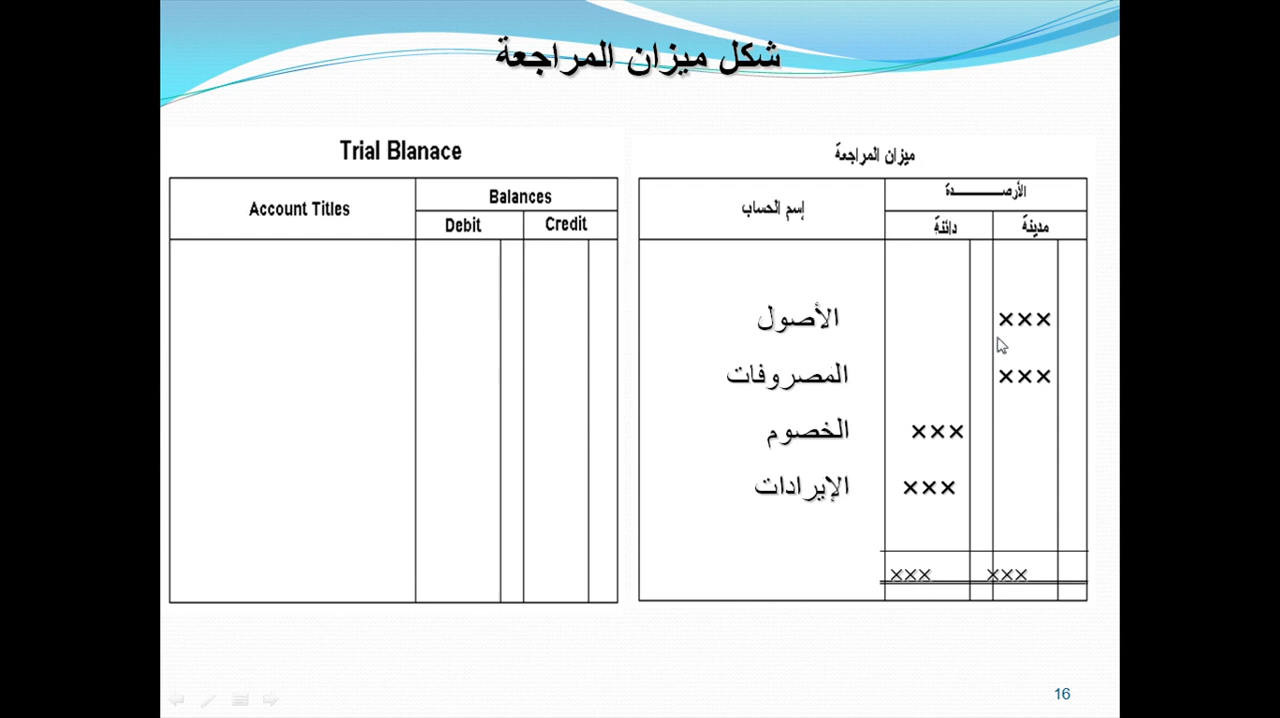 شكل ميزان المراجعة
ميزان المراجعة
إسم الحساب
الأرصـــــــدة
مدينة
دائنة
الأصول ×××
المصروفات ×××
الخصوم ×××
الإيرادات ×××
××× ×××
Trial Blanace
Account Titles
Balances
Debit
Credit
16